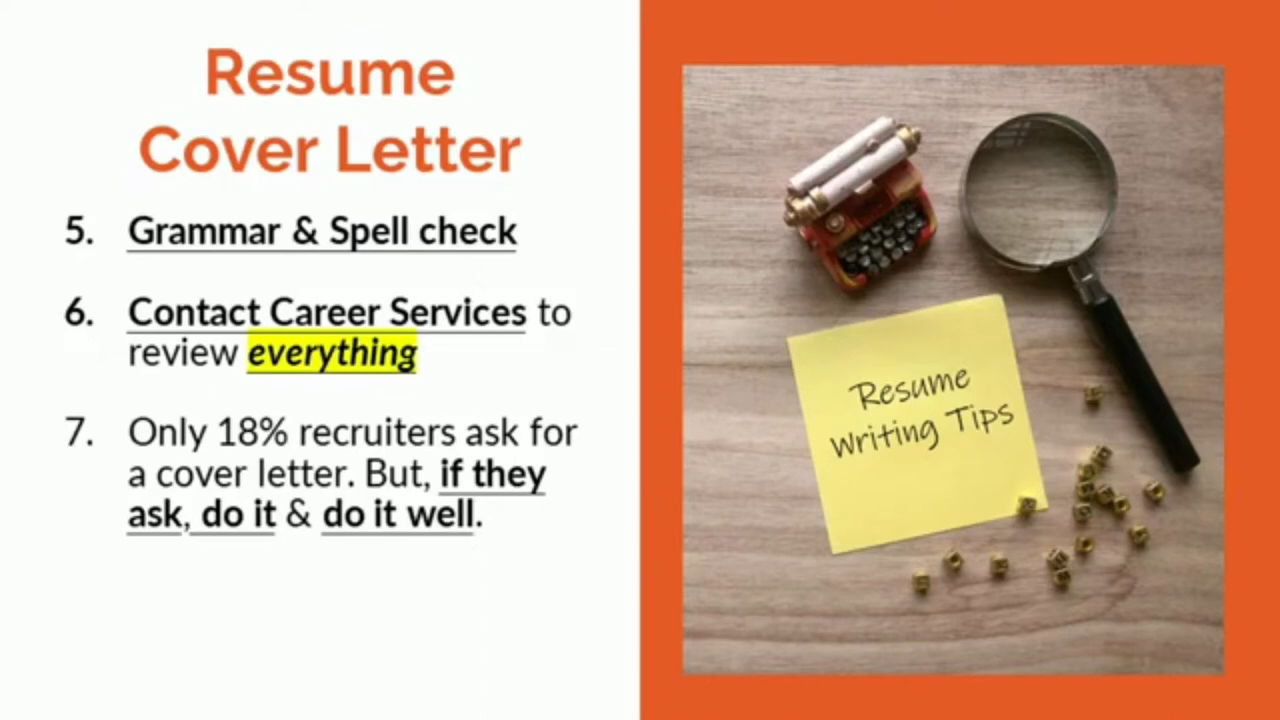 Resume
Cover Letter
5. Grammar & Spell check
6. Contact Career Services to
review everything
7. Only 18% recruiters ask for
a cover letter. But, if they
ask, do it & do it well.
Resume
Writing Tips